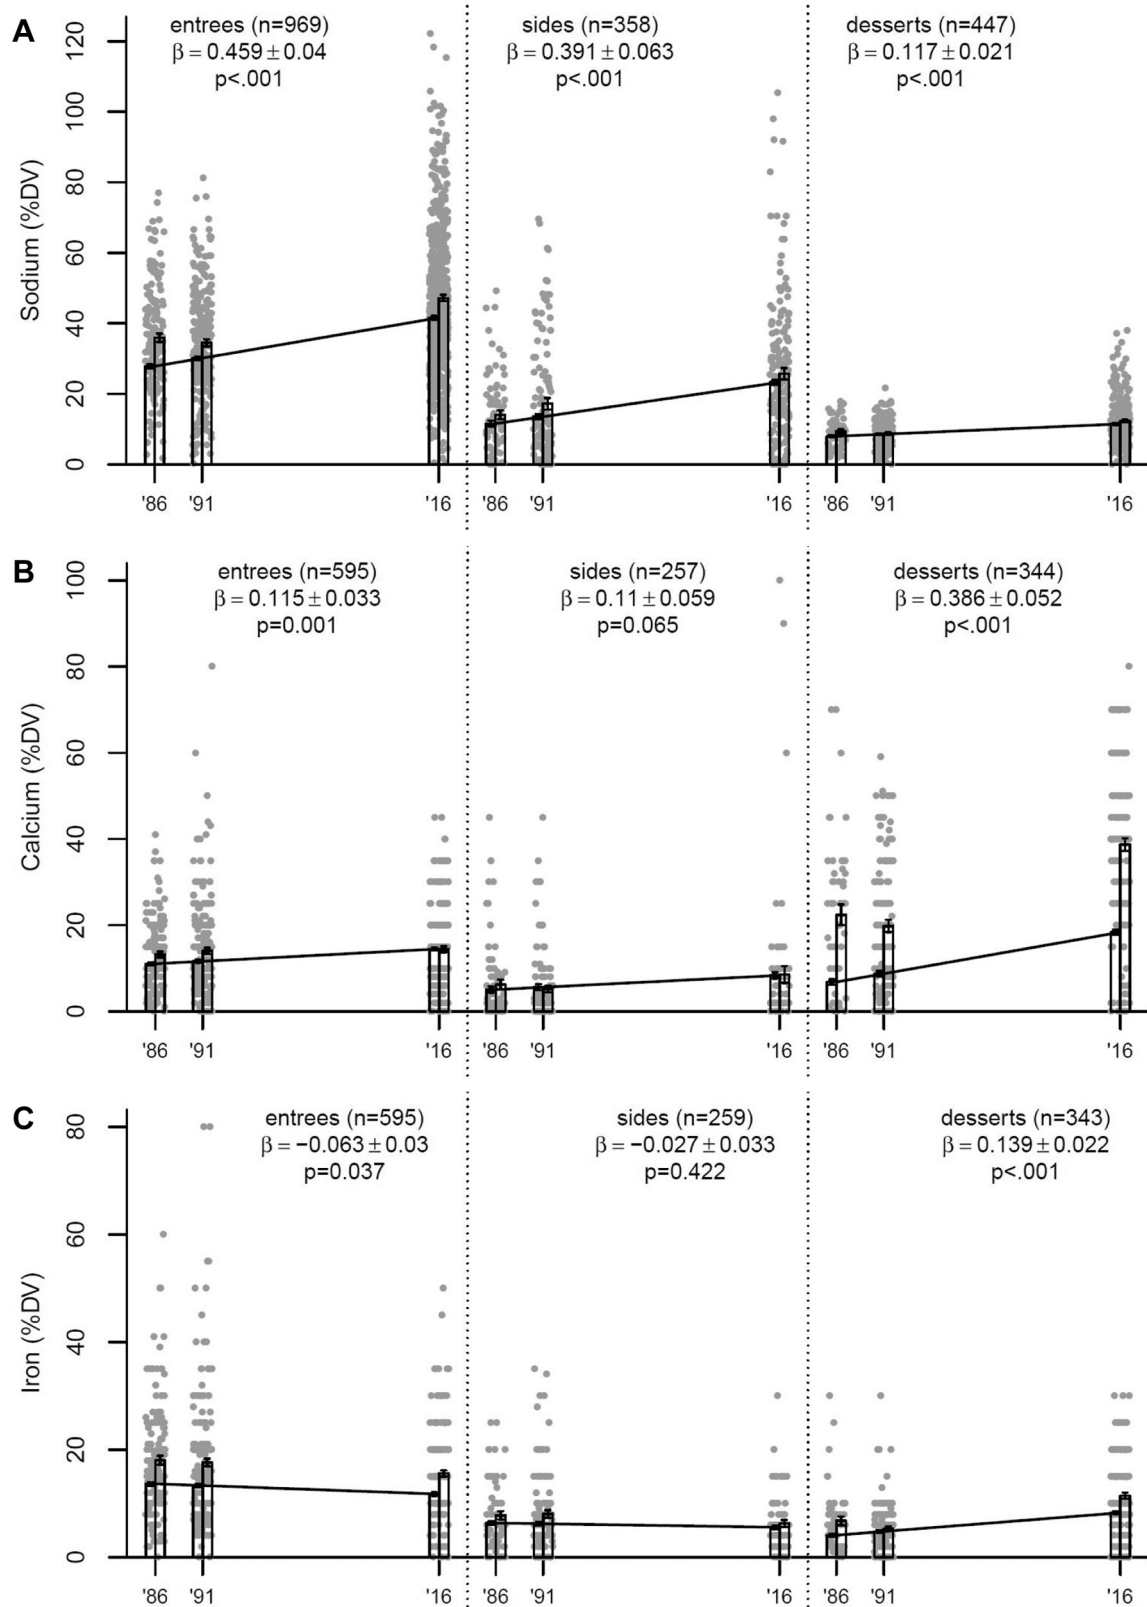 A
entrees (n=969)
β = 0.459 ± 0.04
p<.001
sides (n=358)
β = 0.391 ± 0.063
p<.001
desserts (n=447)
β = 0.117 ± 0.021
p<.001
Sodium (%DV)
120
100
80
60
40
20
0
'86 '91 '16 '86 '91 '16 '86 '91 '16
B
entrees (n=595)
β = 0.115 ± 0.033
p=0.001
sides (n=257)
β = 0.11 ± 0.059
p=0.065
desserts (n=344)
β = 0.386 ± 0.052
p<.001
Calcium (%DV)
100
80
60
40
20
0
'86 '91 '16 '86 '91 '16 '86 '91 '16
C
entrees (n=595)
β = −0.063 ± 0.03
p=0.037
sides (n=259)
β = −0.027 ± 0.033
p=0.422
desserts (n=343)
β = 0.139 ± 0.022
p<.001
Iron (%DV)
80
60
40
20
0
'86 '91 '16 '86 '91 '16 '86 '91 '16